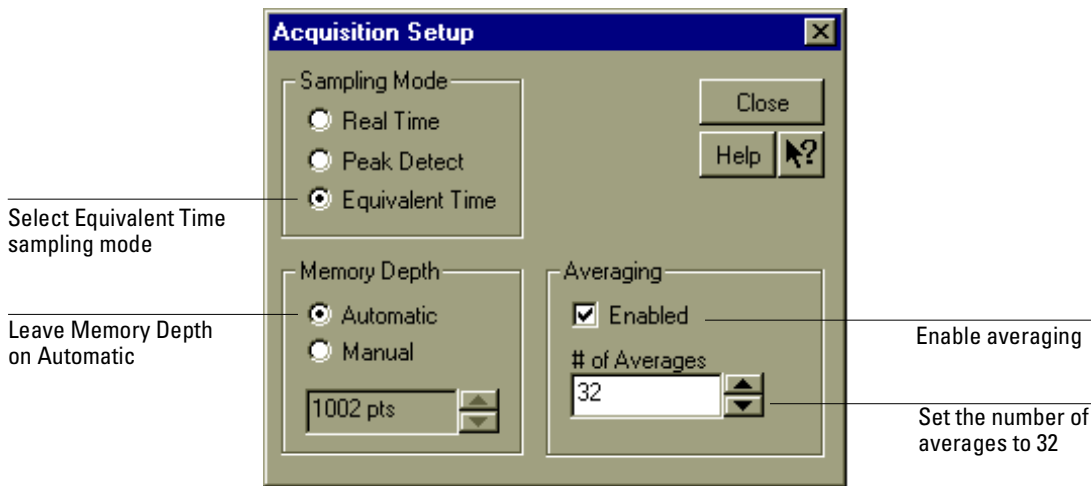 Acquisition Setup
Sampling Mode
Real Time
Peak Detect
Equivalent Time
Close
Help
?
Select Equivalent Time
sampling mode
Memory Depth
Automatic
Manual
1002 pts
Leave Memory Depth
on Automatic
Averaging
Enabled
# of Averages
32
Enable averaging
Set the number of
averages to 32